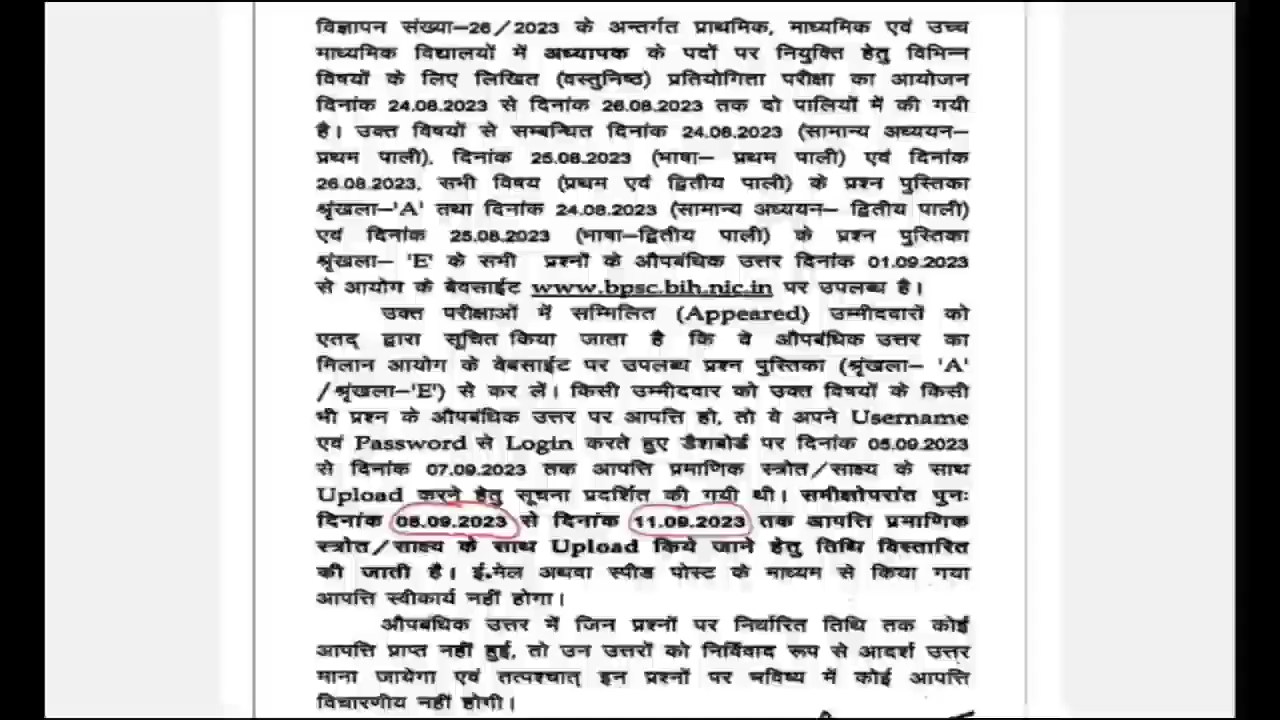 विज्ञापन संख्या–26/2023 के अन्तर्गत प्राथमिक, माध्यमिक एवं उच्च
माध्यमिक विद्यालयों में अध्यापक के पदों पर नियुक्ति हेतु विभिन्न
विषयों के लिए लिखित (वस्तुनिष्ठ) प्रतियोगिता परीक्षा का आयोजन
दिनांक 24.08.2023 से दिनांक 26.08.2023 तक दो पालियों में की गयी
है। उक्त विषयों से सम्बन्धित दिनांक 24.08.2023 (सामान्य अध्ययन–
प्रथम पाली), दिनांक 25.08.2023 (भाषा– प्रथम पाली) एवं दिनांक
26.08.2023, सभी विषय (प्रथम एवं द्वितीय पाली) के प्रश्न पुस्तिका
श्रृंखला–'A' तथा दिनांक 24.08.2023 (सामान्य अध्ययन– द्वितीय पाली)
एवं दिनांक 25.08.2023 (भाषा–द्वितीय पाली) के प्रश्न पुस्तिका
श्रृंखला– 'E' के सभी प्रश्नों के औपबंधिक उत्तर दिनांक 01.09.2023
से आयोग के वेवसाईट www.bpsc.bih.nic.in पर उपलब्ध है।
उक्त परीक्षाओं में सम्मिलित (Appeared) उम्मीदवारों को
एतद् द्वारा सूचित किया जाता है कि वे औपबंधिक उत्तर का
मिलान आयोग के वेबसाईट पर उपलब्ध प्रश्न पुस्तिका (श्रृंखला– 'A'
/श्रृंखला–'E') से कर लें। किसी उम्मीदवार को उक्त विषयों के किसी
भी प्रश्न के औपबंधिक उत्तर पर आपत्ति हो, तो वे अपने Username
एवं Password से Login करते हुए डैशबोर्ड पर दिनांक 05.09.2023
से दिनांक 07.09.2023 तक आपत्ति प्रमाणिक स्त्रोत/साक्ष्य के साथ
Upload करने हेतु सूचना प्रदर्शित की गयी थी। समीक्षोपरांत पुनः
दिनांक 08.09.2023 से दिनांक 11.09.2023 तक आपत्ति प्रमाणिक
स्त्रोत/साक्ष्य के साथ Upload किये जाने हेतु तिथि विस्तारित
की जाती है। ई.मेल अथवा स्पीड पोस्ट के माध्यम से किया गया
आपत्ति स्वीकार्य नहीं होगा।
औपबंधिक उत्तर में जिन प्रश्नों पर निर्धारित तिथि तक कोई
आपत्ति प्राप्त नहीं हुई, तो उन उत्तरों को निर्विवाद रूप से आदर्श उत्तर
माना जायेगा एवं तत्पश्चात् इन प्रश्नों पर भविष्य में कोई आपत्ति
विचारणीय नहीं होगी।